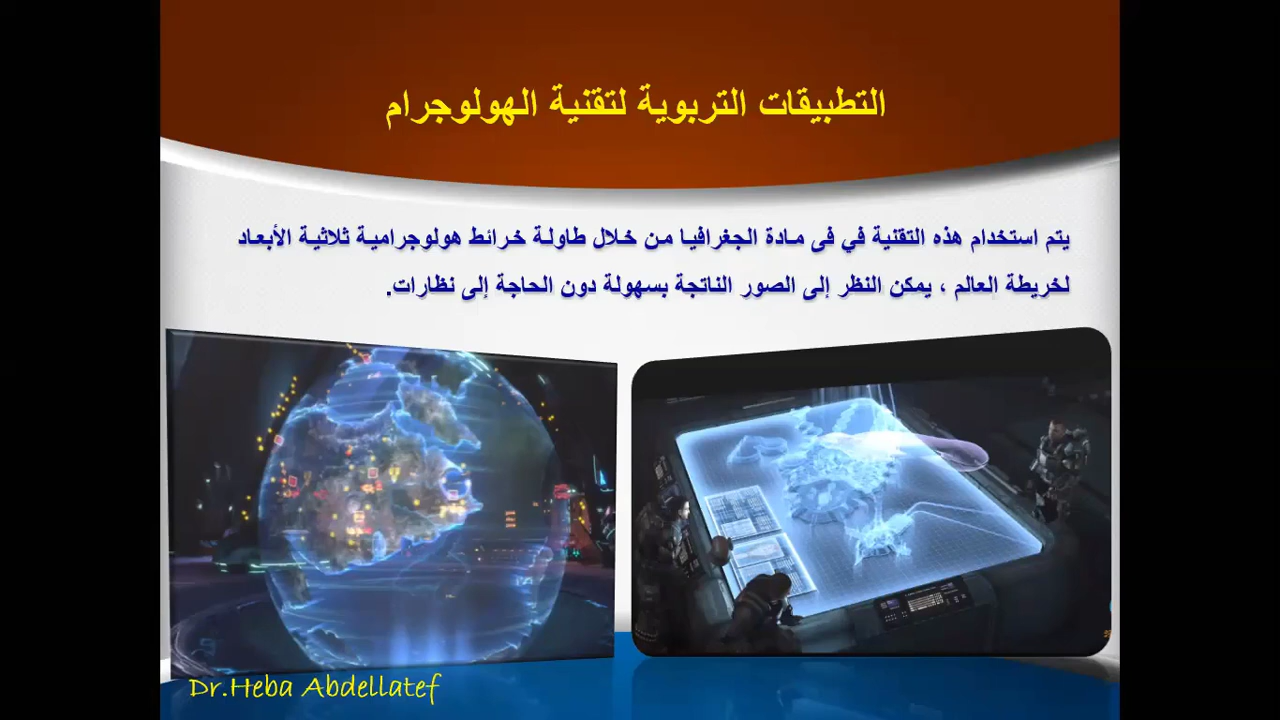 التطبيقات التربوية لتقنية الهولوجرام
يتم استخدام هذه التقنية في فى مادة الجغرافيا من خلال طاولة خرائط هولوجرامية ثلاثية الأبعاد
لخريطة العالم ، يمكن النظر إلى الصور الناتجة بسهولة دون الحاجة إلى نظارات.
Dr.Heba Abdellatef